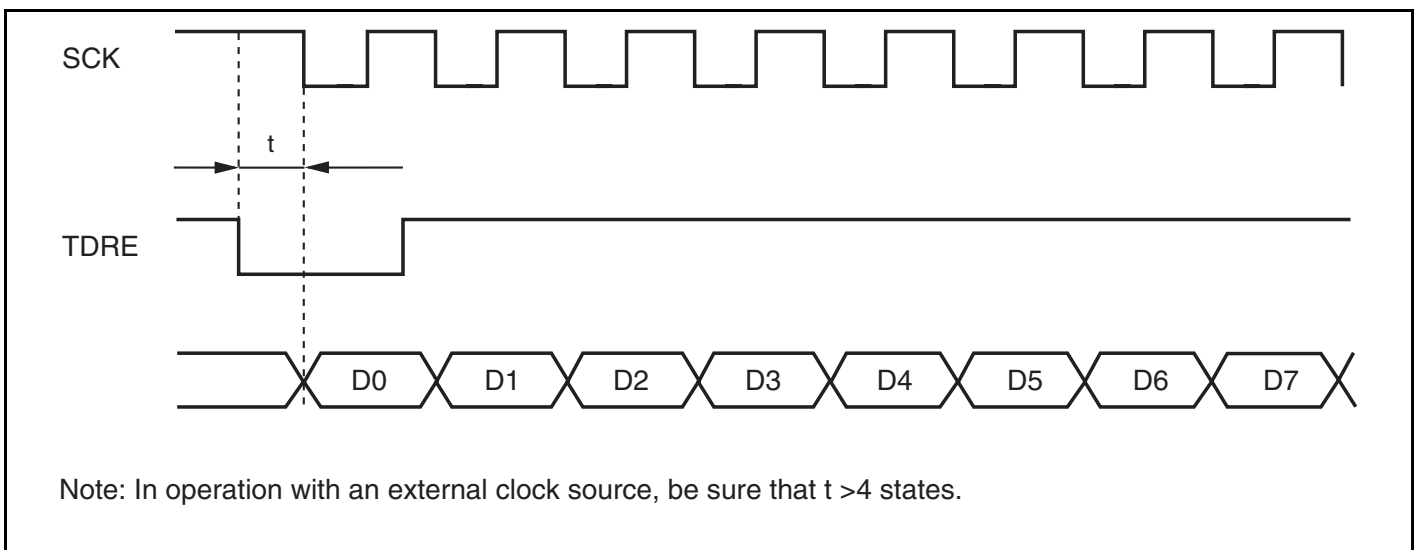 SCK
t
TDRE
D0 D1 D2 D3 D4 D5 D6 D7
Note: In operation with an external clock source, be sure that t >4 states.